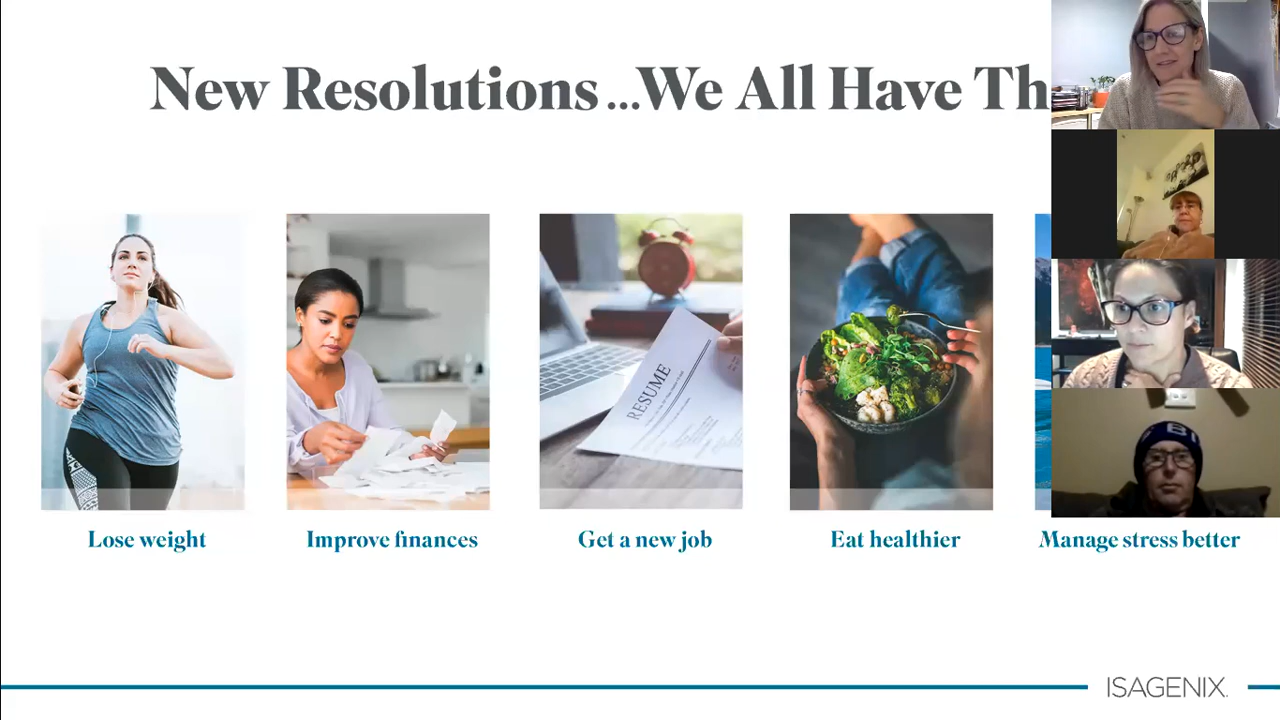 New Resolutions...We All Have Th
RESUME
Lose weight
Improve finances
Get a new job
Eat healthier
Manage stress better
ISAGENIX